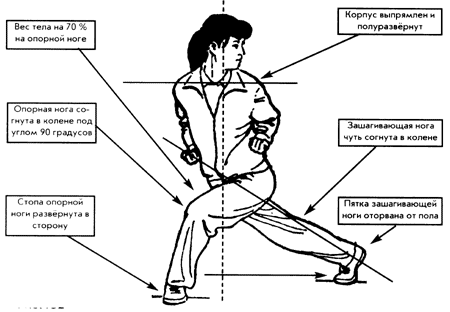 Вес тела на 70 %
на опорной ноге
Опорная нога со-
гнута в колене под
углом 90 градусов
Стопа опорной
ноги развёрнута в
сторону
Корпус выпрямлен и
полуразвёрнут
Зашагивающая нога
чуть согнута в колене
Пятка зашагивающей
ноги оторвана от пола